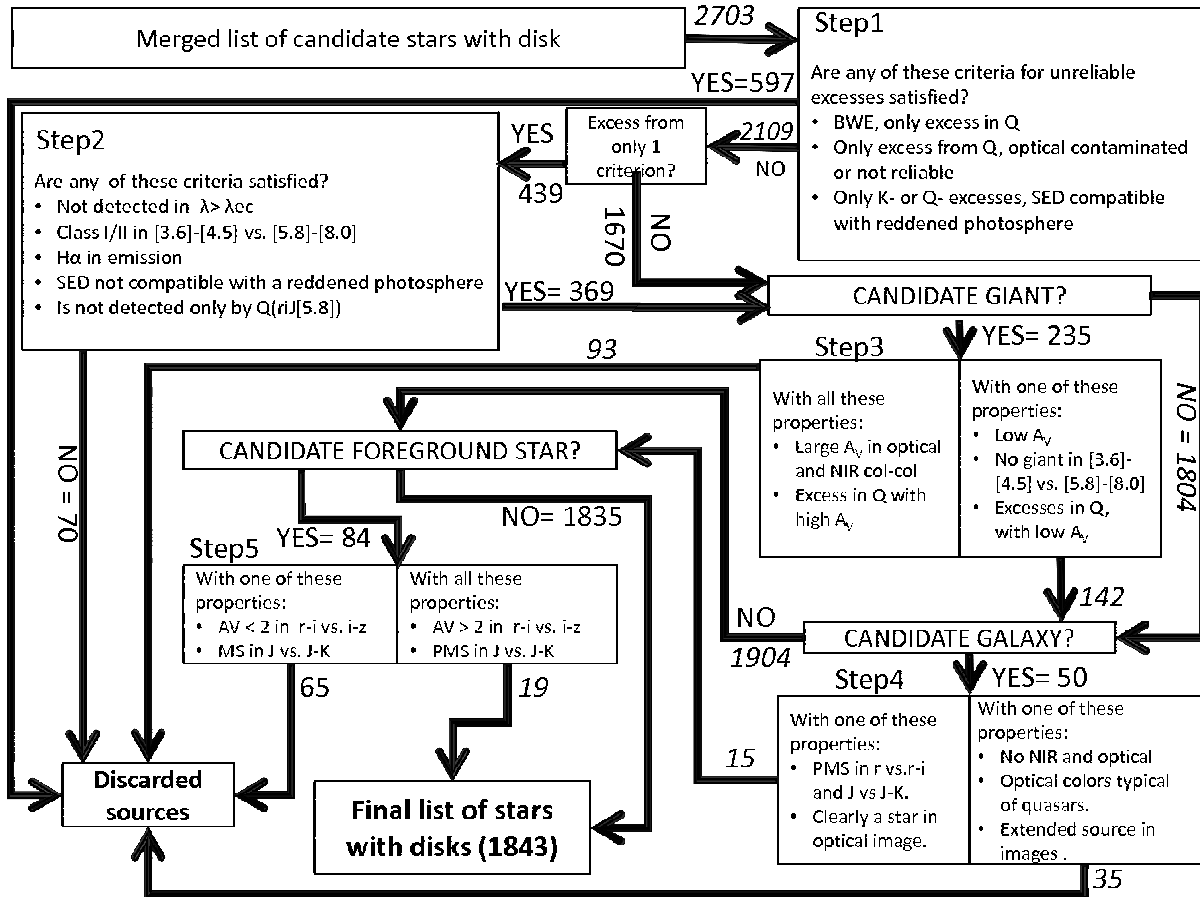 Merged list of candidate stars with disk
2703
Step1
Are any of these criteria for unreliable
excesses satisfied?
• BWE, only excess in Q
• Only excess from Q, optical contaminated
or not reliable
• Only K- or Q- excesses, SED compatible
with reddened photosphere
YES=597
2109
NO
Excess from
only 1
criterion?
YES
439
NO
1670
Step2
Are any of these criteria satisfied?
• Not detected in λ> λec
• Class I/II in [3.6]-[4.5] vs. [5.8]-[8.0]
• Hα in emission
• SED not compatible with a reddened photosphere
• Is not detected only by Q(riJ[5.8])
YES= 369
NO = 70
CANDIDATE GIANT?
YES= 235
NO = 1804
Step3
93
With all these
properties:
• Large Av in optical
and NIR col-col
• Excess in Q with
high Av
With one of these
properties:
• Low Av
• No giant in [3.6]-
[4.5] vs. [5.8]-[8.0]
• Excesses in Q,
with low Av
142
CANDIDATE GALAXY?
NO
1904
YES= 50
Step4
With one of these
properties:
• PMS in r vs.r-i
and J vs J-K.
• Clearly a star in
optical image.
With one of these
properties:
• No NIR and optical
• Optical colors typical
of quasars.
• Extended source in
images .
15
35
CANDIDATE FOREGROUND STAR?
NO= 1835
YES= 84
Step5
With one of these
properties:
• AV < 2 in r-i vs. i-z
• MS in J vs. J-K
With all these
properties:
• AV > 2 in r-i vs. i-z
• PMS in J vs. J-K
65
19
Discarded
sources
Final list of stars
with disks (1843)